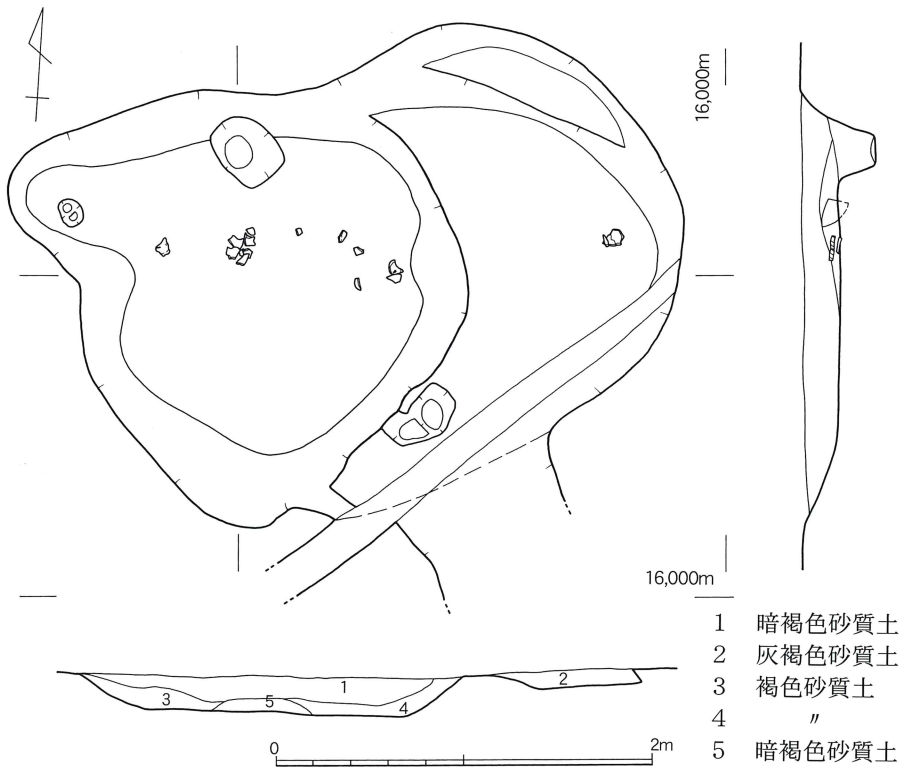 16,000m
16,000m
1 暗褐色砂質土
2 灰褐色砂質土
3 褐色砂質土
4 〃
5 暗褐色砂質土
1
2
3
5
4
0 2m